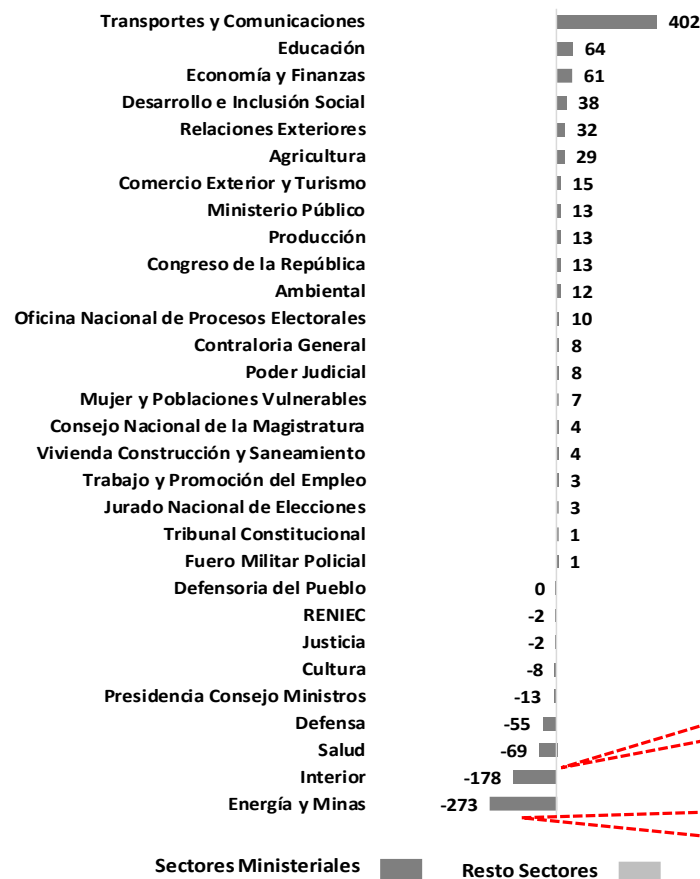 Transportes y Comunicaciones 402
Educación 64
Economía y Finanzas 61
Desarrollo e Inclusión Social 38
Relaciones Exteriores 32
Agricultura 29
Comercio Exterior y Turismo 15
Ministerio Público 13
Producción 13
Congreso de la República 13
Ambiental 12
Oficina Nacional de Procesos Electorales 10
Contraloria General 8
Poder Judicial 8
Mujer y Poblaciones Vulnerables 7
Consejo Nacional de la Magistratura 4
Vivienda Construcción y Saneamiento 4
Trabajo y Promoción del Empleo 3
Jurado Nacional de Elecciones 3
Tribunal Constitucional 1
Fuero Militar Policial 1
Defensoria del Pueblo 0
RENIEC -2
Justicia -2
Cultura -8
Presidencia Consejo Ministros -13
Defensa -55
Salud -69
Interior -178
Energía y Minas -273
Sectores Ministeriales Resto Sectores